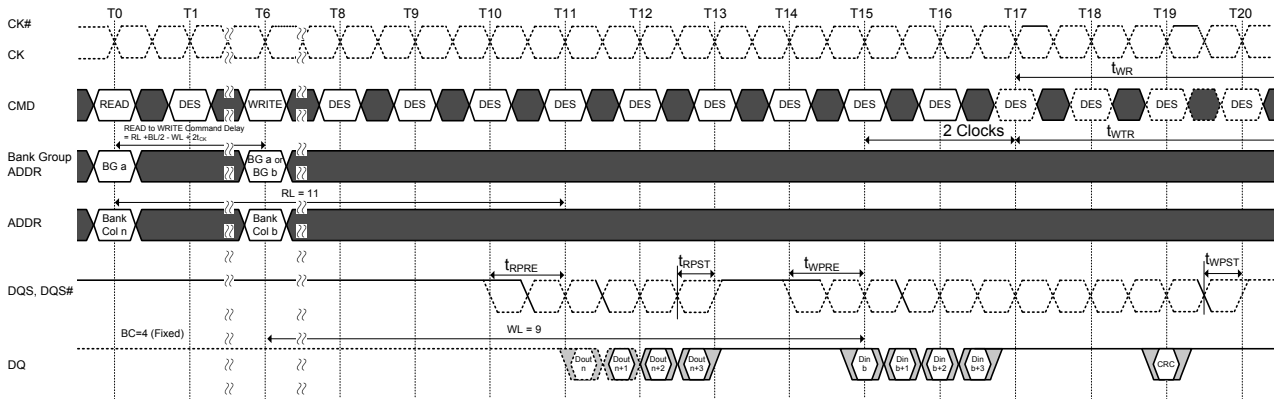 T0 T1 T6 T8 T9 T10 T11 T12 T13 T14 T15 T16 T17 T18 T19 T20
CK#
CK
tWR
CMD READ DES WRITE DES DES DES DES DES DES DES DES DES DES DES DES DES
READ to WRITE Command Delay
= RL +BL/2 - WL + 2tCK
2 Clocks tWTR
Bank Group
ADDR
BG a
BG a or
BG b
RL = 11
ADDR
Bank
Col n
Bank
Col b
tRPRE tRPST tWPRE tWPST
DQS, DQS#
BC=4 (Fixed)
WL = 9
DQ
Dout
n
Dout
n+1
Dout
n+2
Dout
n+3
Din
b
Din
b+1
Din
b+2
Din
b+3
CRC